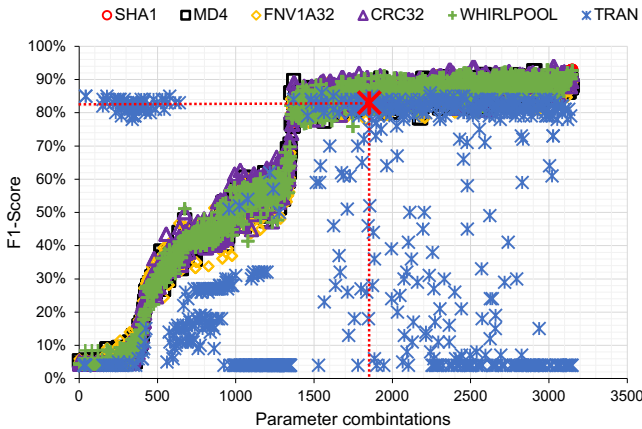 SHA1 MD4 FNV1A32 CRC32 WHIRLPOOL TRAN
100%
90%
80%
70%
60%
50%
40%
30%
20%
10%
0%
F1-Score
0 500 1000 1500 2000 2500 3000 3500
Parameter combintations